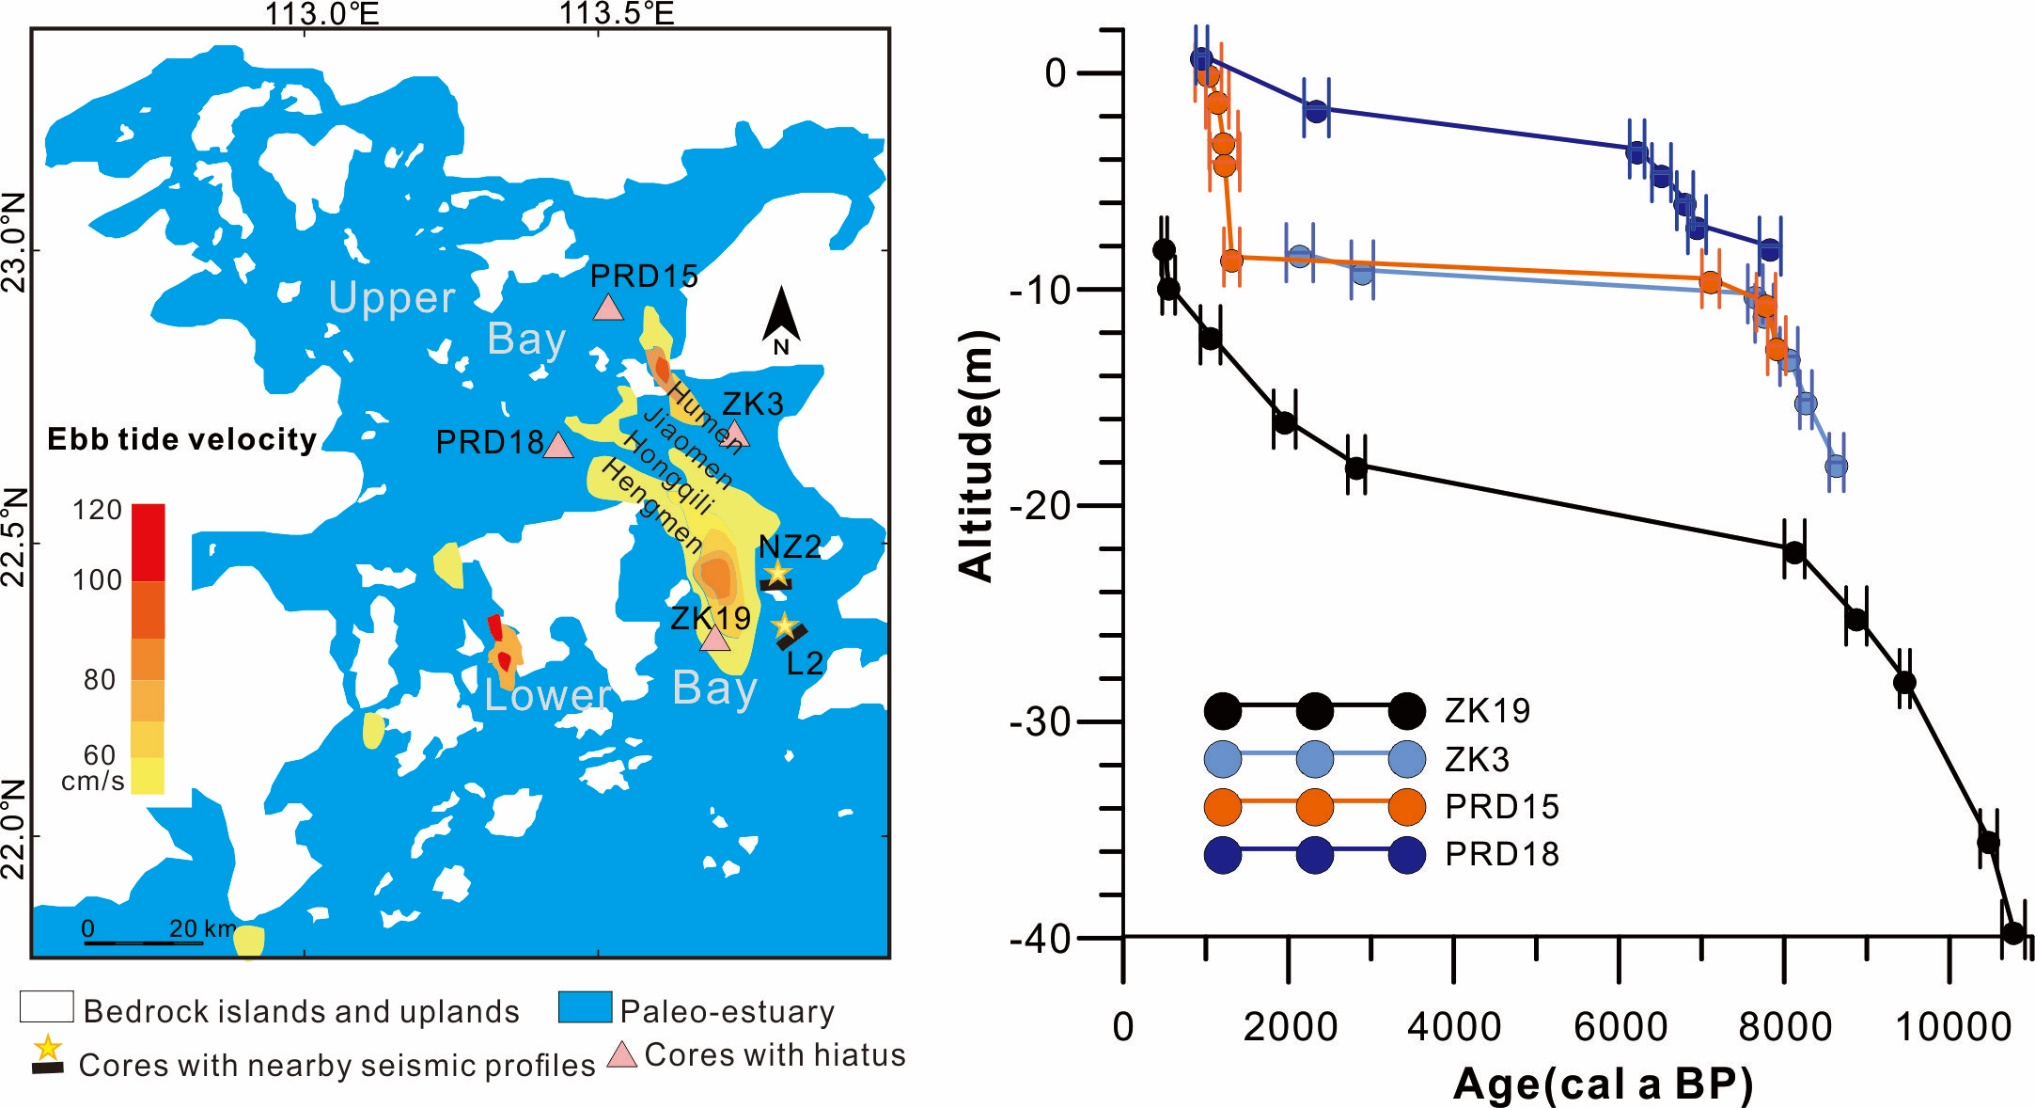 113.0°E
113.5°E
23.0°N
22.5°N
22.0°N
PRD15
Upper
Bay
N
Humen
ZK3
Jiaomen
PRD18
Hongqili
Hengmen
Ebb tide velocity
120
100
80
60
cm/s
NZ2
ZK19
L2
Lower
Bay
0
20 km
Bedrock islands and uplands
Paleo-estuary
Cores with nearby seismic profiles
Cores with hiatus
Altitude(m)
0
-10
-20
-30
-40
ZK19
ZK3
PRD15
PRD18
0
2000
4000
6000
8000
10000
Age(cal a BP)